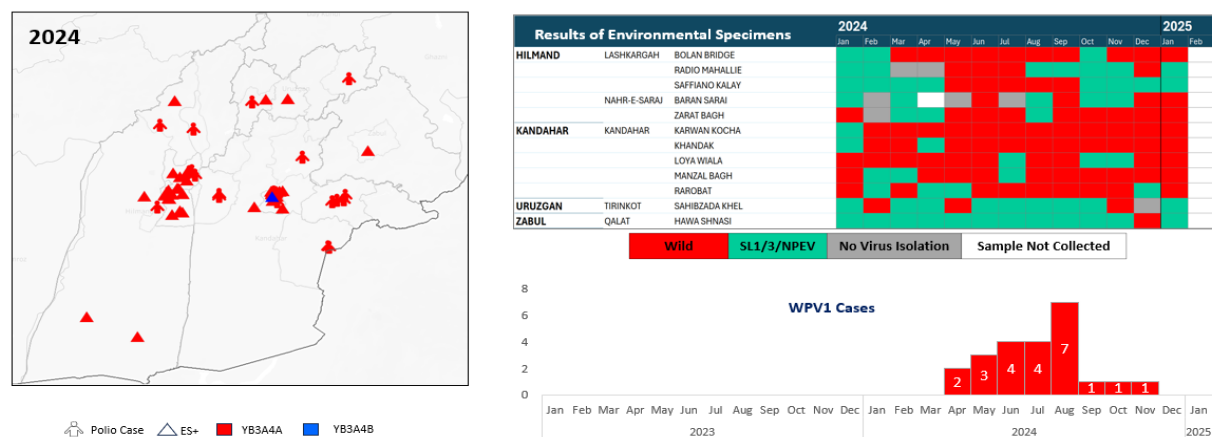 2024
Polio Case
ES+
YB3A4A
YB3A4B
Results of Environmental Specimens
2024 2025
Jan Feb Mar Apr May Jun Jul Aug Sep Oct Nov Dec Jan Feb
HILMAND LASHKARGAH BOLAN BRIDGE
RADIO MAHALLIE
SAFFIANO KALAY
NAHR-E-SARAJ BARAN SARAI
ZARAT BAGH
KANDAHAR KANDAHAR KARWAN KOCHA
KHANDAK
LOYA WIALA
MANZAL BAGH
RAROBAT
URUZGAN TIRINKOT SAHIBZADA KHEL
ZABUL QALAT HAWA SHNASI
Wild SL1/3/NPEV No Virus Isolation Sample Not Collected
WPV1 Cases
8
6
4
2
0
2 3 4 4 7 1 1 1
Jan Feb Mar Apr May Jun Jul Aug Sep Oct Nov Dec Jan Feb Mar Apr May Jun Jul Aug Sep Oct Nov Dec Jan
2023 2024 2025